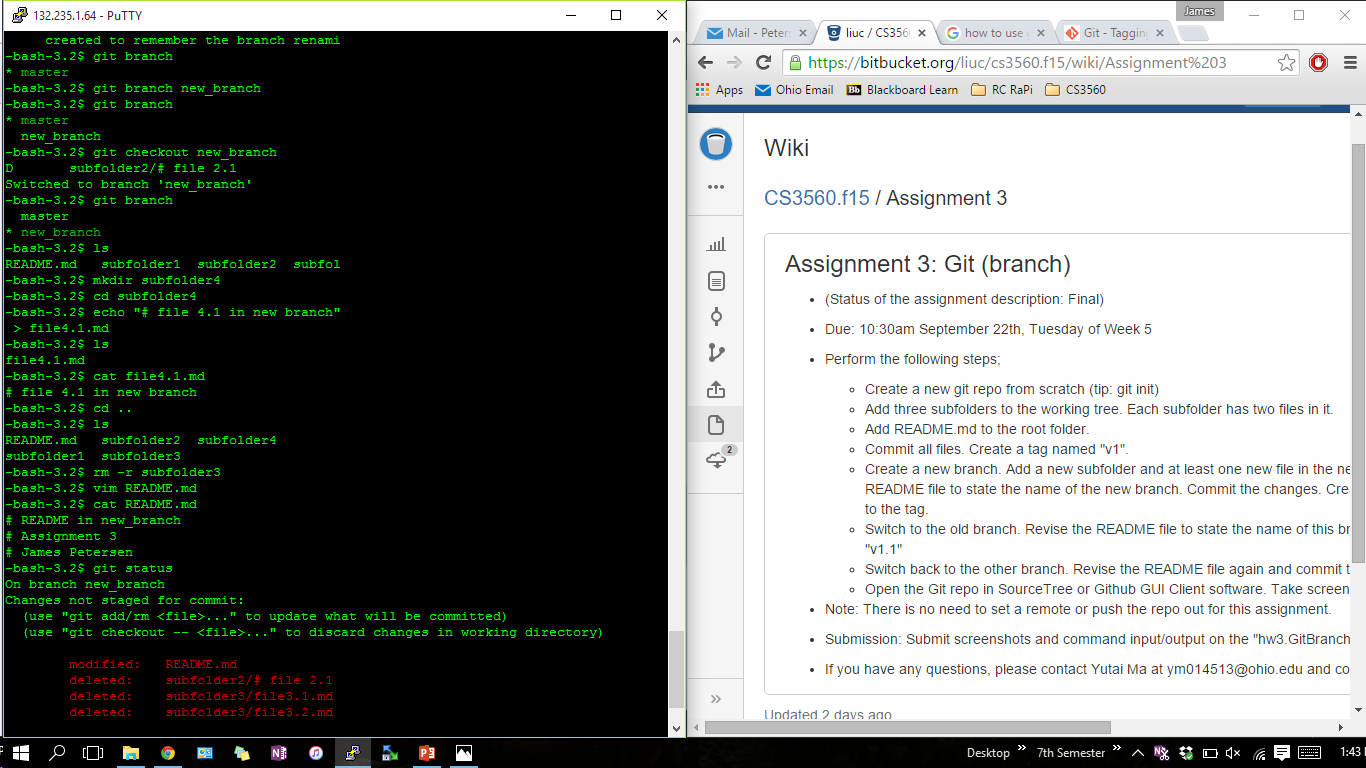 132.235.1.64 - PuTTY
created to remember the branch renami
-bash-3.2$ git branch
* master
-bash-3.2$ git branch new_branch
-bash-3.2$ git branch
* master
new_branch
-bash-3.2$ git checkout new_branch
D subfolder2/# file 2.1
Switched to branch 'new_branch'
-bash-3.2$ git branch
master
* new_branch
-bash-3.2$ ls
README.md subfolder1 subfolder2 subfol
-bash-3.2$ mkdir subfolder4
-bash-3.2$ cd subfolder4
-bash-3.2$ echo "# file 4.1 in new branch"
> file4.1.md
-bash-3.2$ ls
file4.1.md
-bash-3.2$ cat file4.1.md
# file 4.1 in new branch
-bash-3.2$ cd ..
-bash-3.2$ ls
README.md subfolder2 subfolder4
subfolder1 subfolder3
-bash-3.2$ rm -r subfolder3
-bash-3.2$ vim README.md
-bash-3.2$ cat README.md
# README in new_branch
# Assignment 3
# James Petersen
-bash-3.2$ git status
On branch new_branch
Changes not staged for commit:
(use "git add/rm <file>..." to update what will be committed)
(use "git checkout -- <file>..." to discard changes in working directory)
modified: README.md
deleted: subfolder2/# file 2.1
deleted: subfolder3/file3.1.md
deleted: subfolder3/file3.2.md
James
Mail - Peters
liuc / CS356
how to use
Git - Tagging
https://bitbucket.org/liuc/cs3560.f15/wiki/Assignment%203
Apps Ohio Email Bb Blackboard Learn RC RaPi CS3560
Wiki
CS3560.f15 / Assignment 3
Assignment 3: Git (branch)
(Status of the assignment description: Final)
Due: 10:30am September 22th, Tuesday of Week 5
Perform the following steps;
Create a new git repo from scratch (tip: git init)
Add three subfolders to the working tree. Each subfolder has two files in it.
Add README.md to the root folder.
Commit all files. Create a tag named "v1".
Create a new branch. Add a new subfolder and at least one new file in the ne
README file to state the name of the new branch. Commit the changes. Cre
to the tag.
Switch to the old branch. Revise the README file to state the name of this br
"v1.1"
Switch back to the other branch. Revise the README file again and commit t
Open the Git repo in SourceTree or Github GUI Client software. Take screen
Note: There is no need to set a remote or push the repo out for this assignment.
Submission: Submit screenshots and command input/output on the "hw3.GitBranch
If you have any questions, please contact Yutai Ma at ym014513@ohio.edu and co
Updated 2 days ago
2
Desktop 7th Semester 1:43